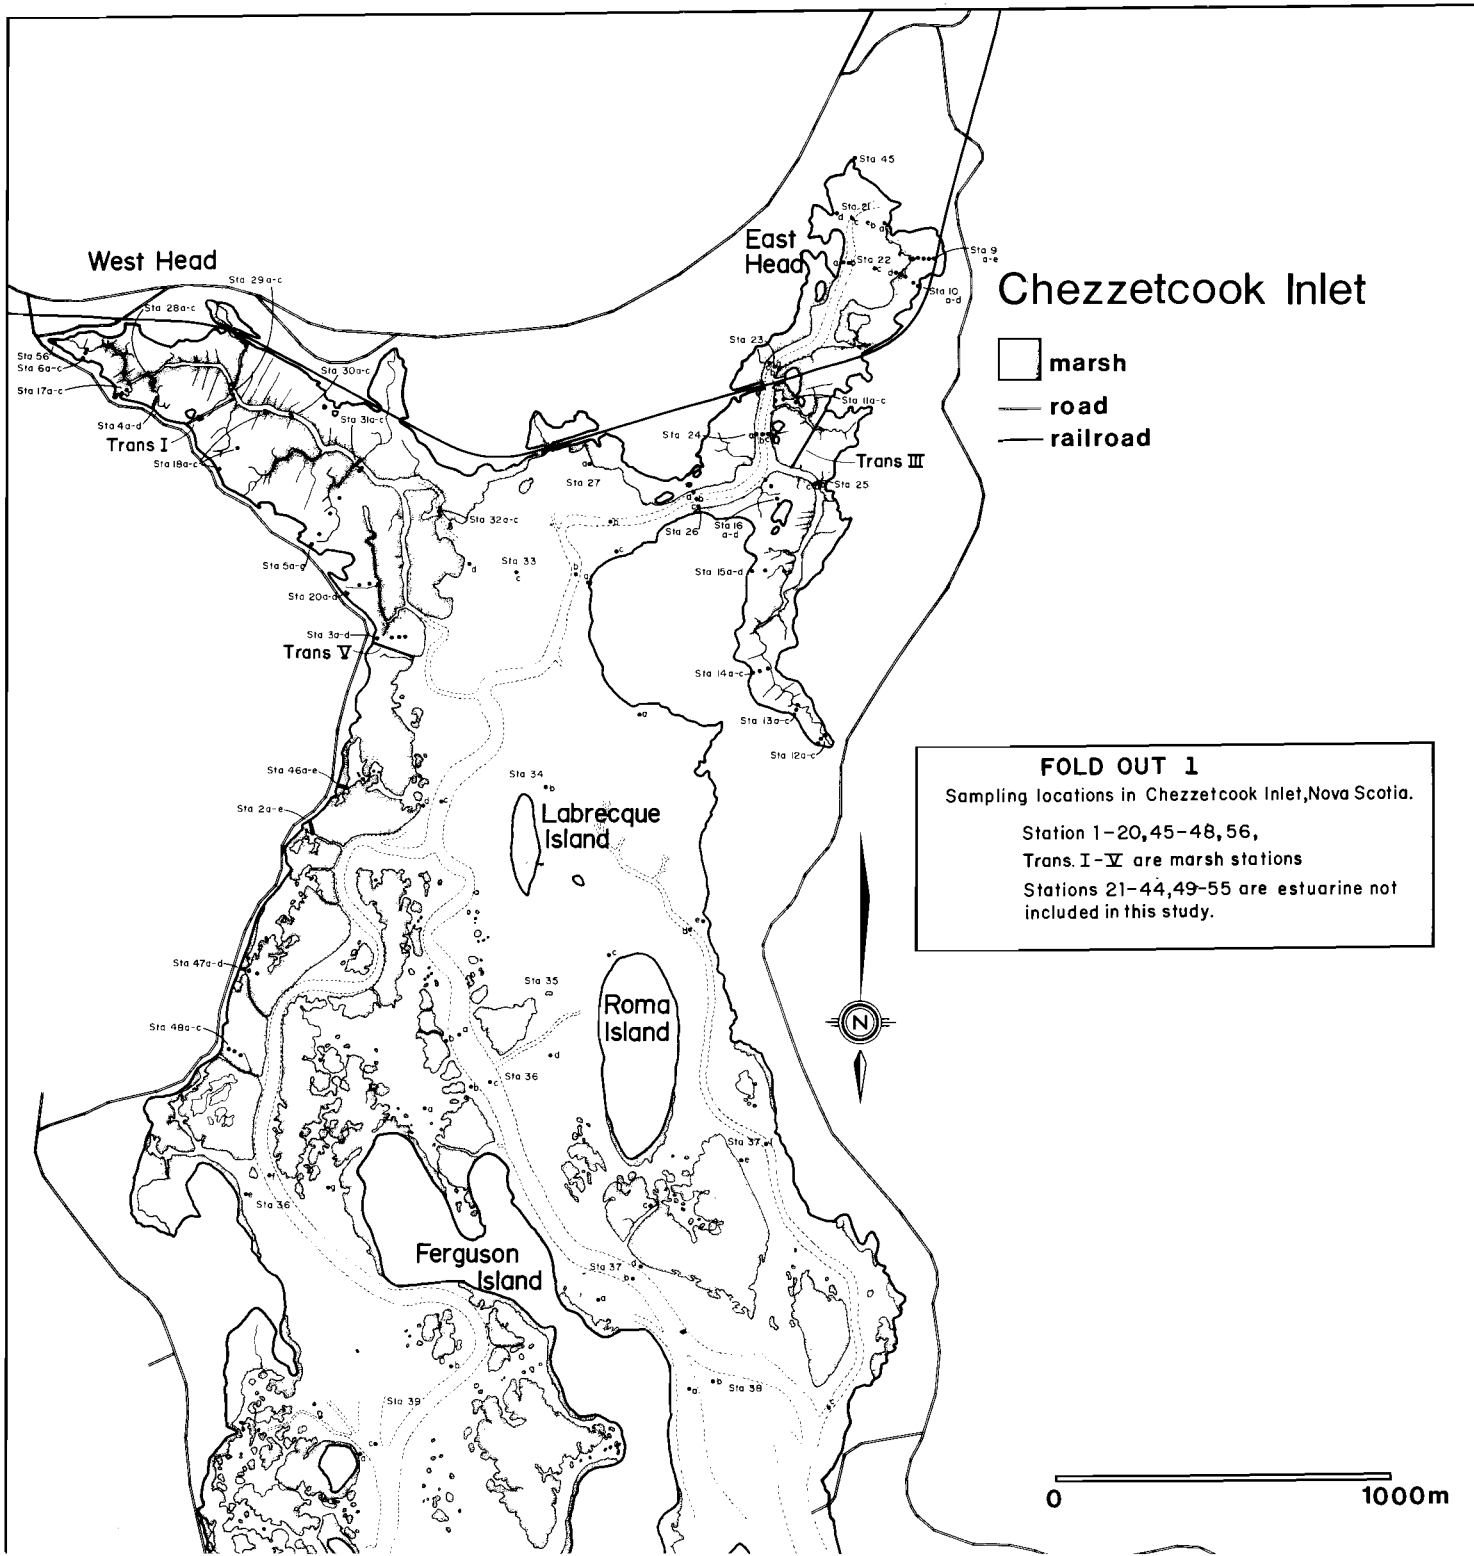 Sta 45
Sta 21
d
c
e
b
a
East
Head
Sta 9
a-e
a
b
Sta 22
c
d
West Head
Sta 29a-c
Chezzetcook Inlet
Sta 10
a-d
Sta 28a-c
Sta 23
marsh
Sta 56
Sta 6a-c
Sta 30a-c
Sta 17a-c
Sta 11a-c
road
Sta 4a-d
Sta 31a-c
railroad
Trans I
Sta 24
a
b
c
Sta 18a-c
a
Trans III
Sta 27
c
Sta 25
a
b
c
Sta 32a-c
b
Sta 26
Sta 16
a-d
c
Sta 5a-g
d
Sta 33
c
b
a
Sta 15a-d
Sta 20a-d
Sta 3a-d
Trans V
Sta 14a-c
a
Sta 13a-c
Sta 12a-c
FOLD OUT 1
Sampling locations in Chezzetcook Inlet, Nova Scotia.
Station 1-20, 45-48, 56,
Trans. I-V are marsh stations
Stations 21-44, 49-55 are estuarine not
included in this study.
Sta 46a-e
Sta 34
b
Sta 2a-e
d
c
Labrecque
Island
e
d
Sta 47a-d
c
Sta 35
Roma
Island
N
Sta 48a-c
a
b
d
Sta 36
c
b
a
Sta 37
f
e
f
g
e
Sta 36
c
Ferguson
Island
Sta 37
d
b
a
b
a
b
Sta 38
c
Sta 39
c
0
1000m